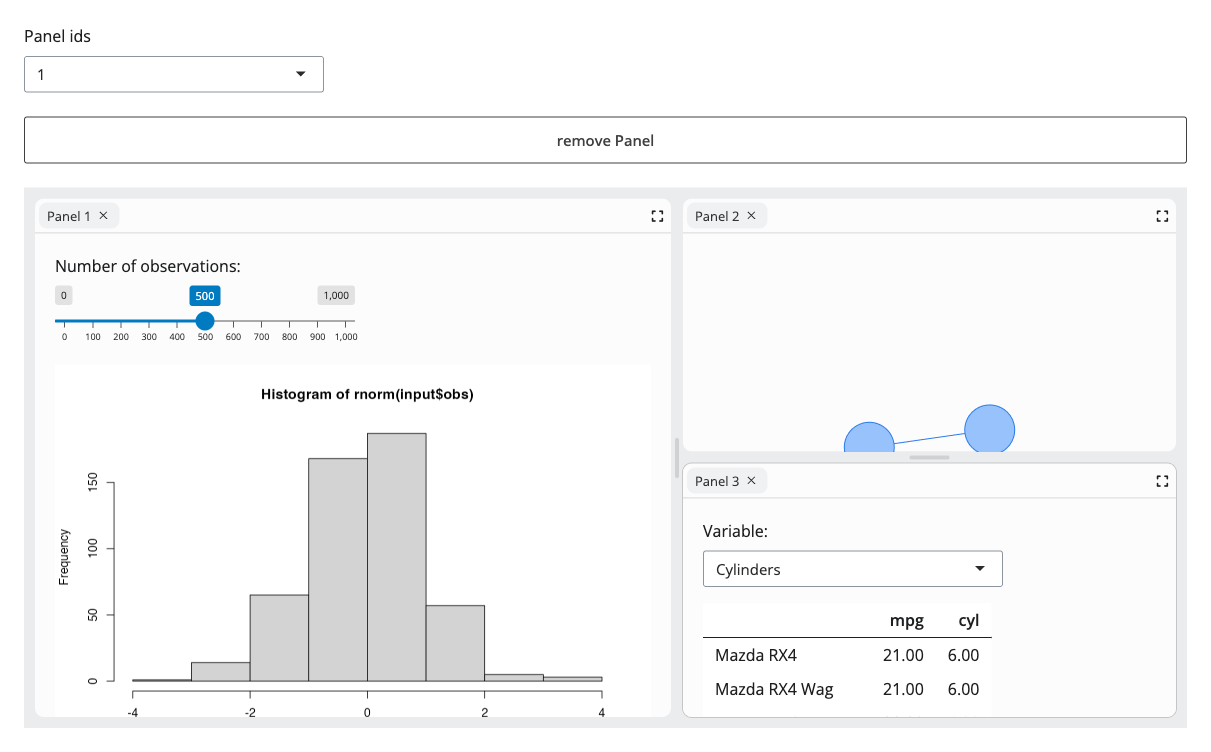 Panel ids
1
remove Panel
Panel 1
Number of observations:
0 500 1,000
0 100 200 300 400 500 600 700 800 900 1,000
Histogram of rnorm(input$obs)
Frequency
150
100
50
0
-4 -2 0 2 4
Panel 2
Panel 3
Variable:
Cylinders
mpg cyl
Mazda RX4 21.00 6.00
Mazda RX4 Wag 21.00 6.00